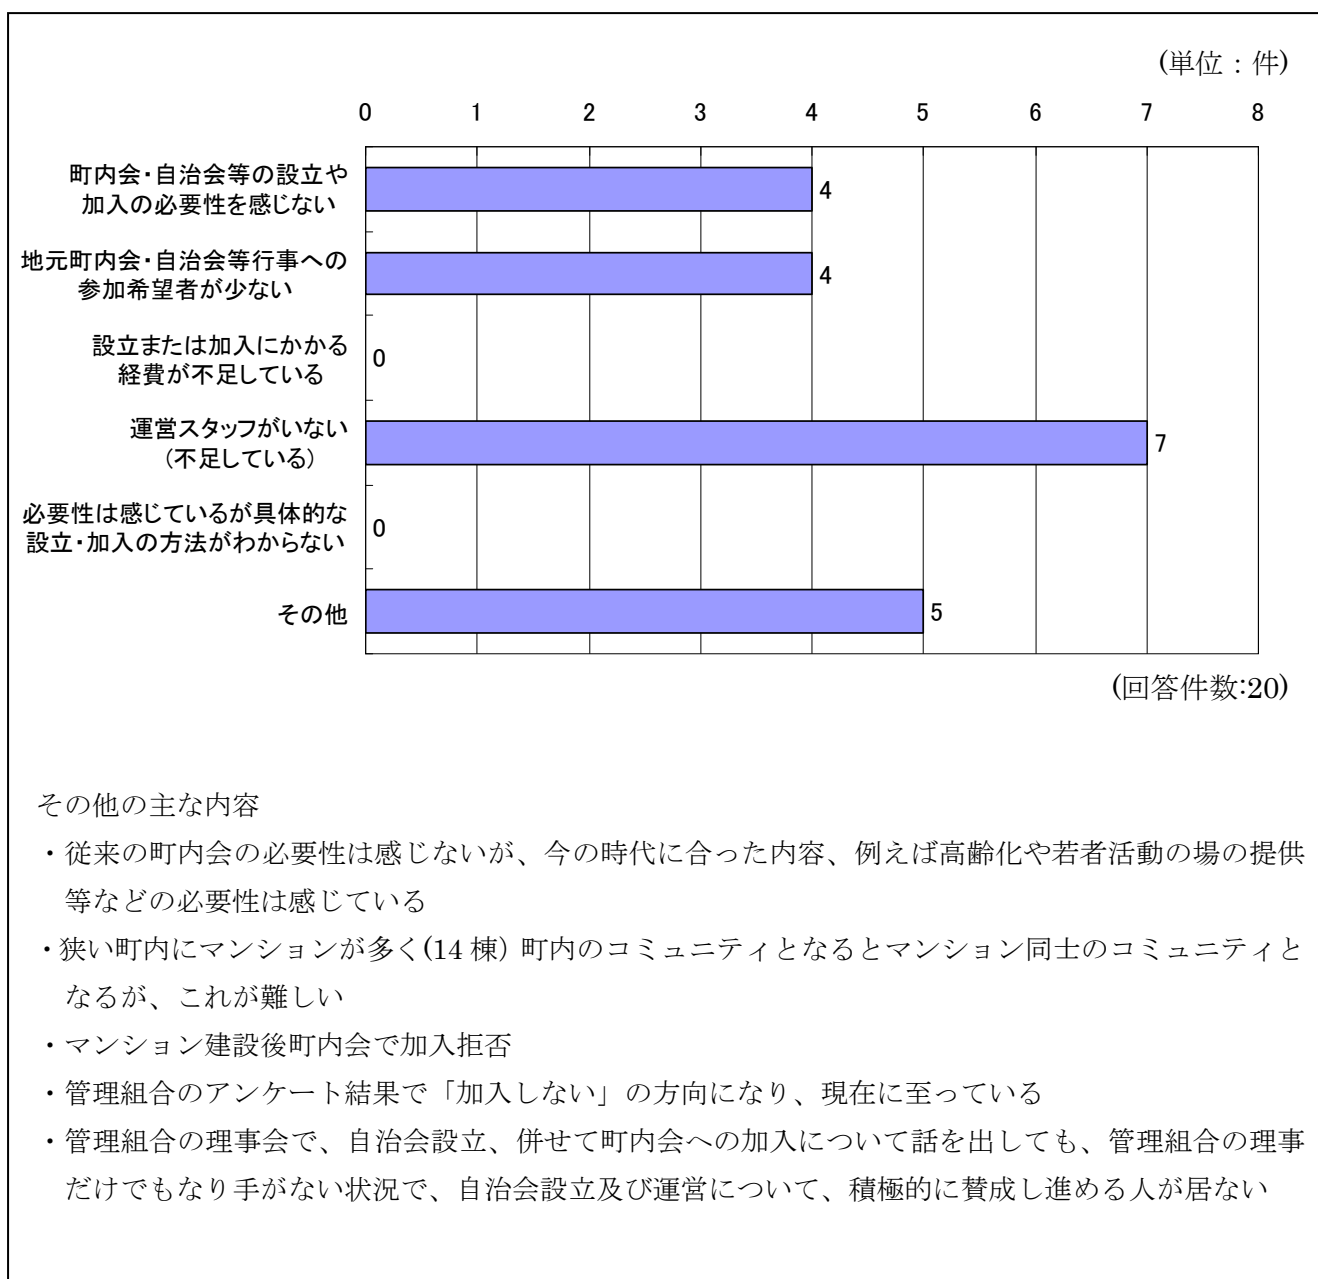 (単位：件)
0 1 2 3 4 5 6 7 8
町内会・自治会等の設立や
加入の必要性を感じない
4
地元町内会・自治会等行事への
参加希望者が少ない
4
設立または加入にかかる
経費が不足している
0
運営スタッフがいない
（不足している）
7
必要性は感じているが具体的な
設立・加入の方法がわからない
0
その他
5
(回答件数:20)
その他の主な内容
・従来の町内会の必要性は感じないが、今の時代に合った内容、例えば高齢化や若者活動の場の提供
等などの必要性は感じている
・狭い町内にマンションが多く(14 棟) 町内のコミュニティとなるとマンション同士のコミュニティと
なるが、これが難しい
・マンション建設後町内会で加入拒否
・管理組合のアンケート結果で「加入しない」の方向になり、現在に至っている
・管理組合の理事会で、自治会設立、併せて町内会への加入について話を出しても、管理組合の理事
だけでもなり手がない状況で、自治会設立及び運営について、積極的に賛成し進める人が居ない